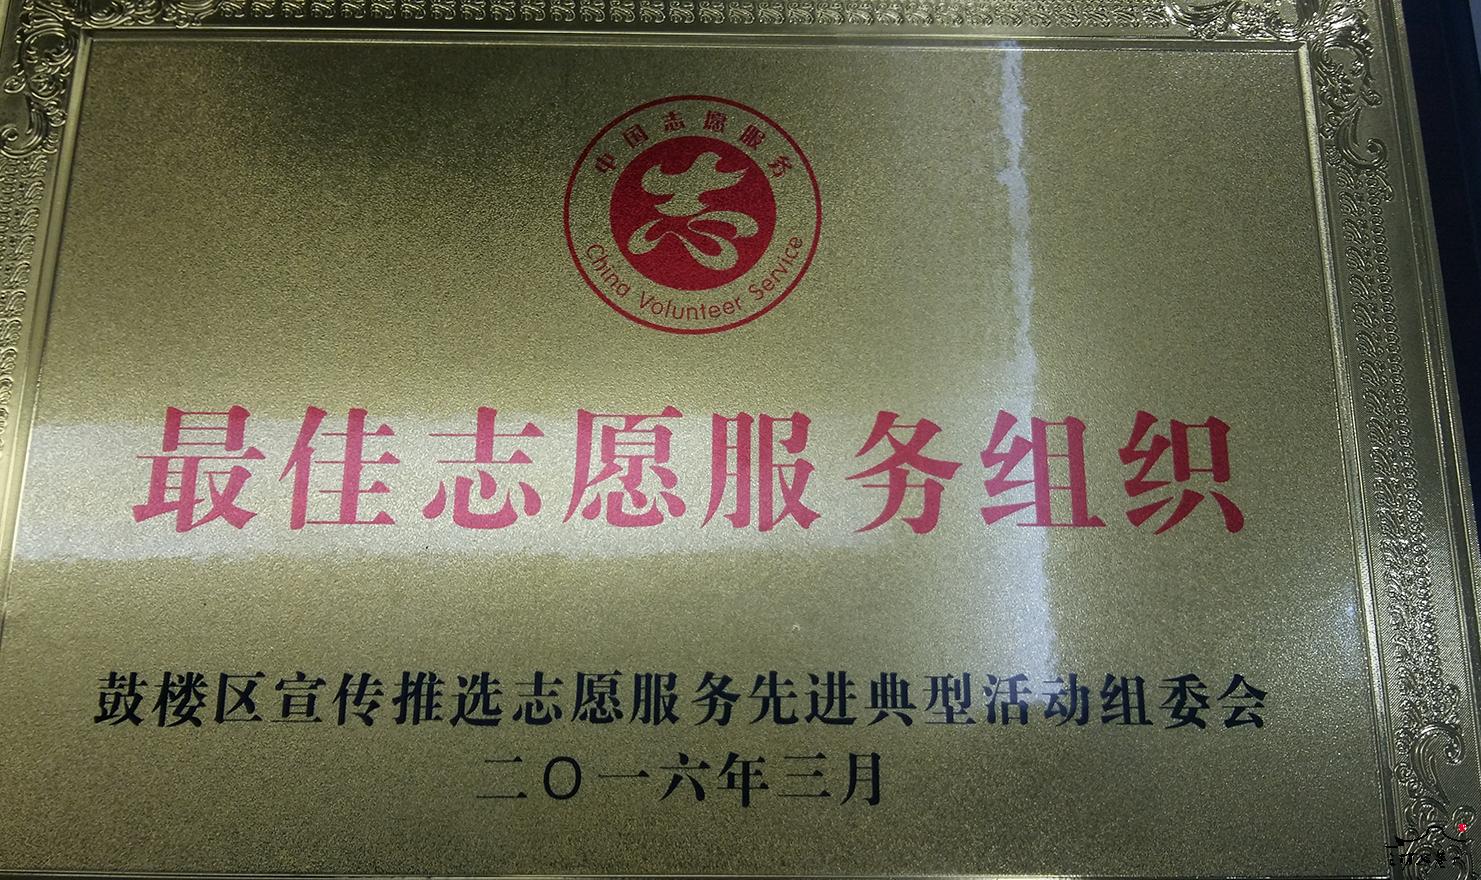 中国志愿服务
China Volunteer Service
最佳志愿服务组织
鼓楼区宣传推选志愿服务先进典型活动组委会
二〇一六年三月